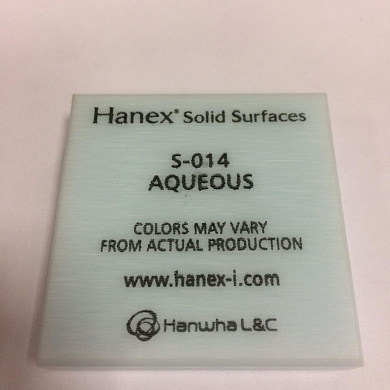 Hanex® Solid Surfaces
S-014
AQUEOUS
COLORS MAY VARY
FROM ACTUAL PRODUCTION
www.hanex-i.com
Hanwha L&C